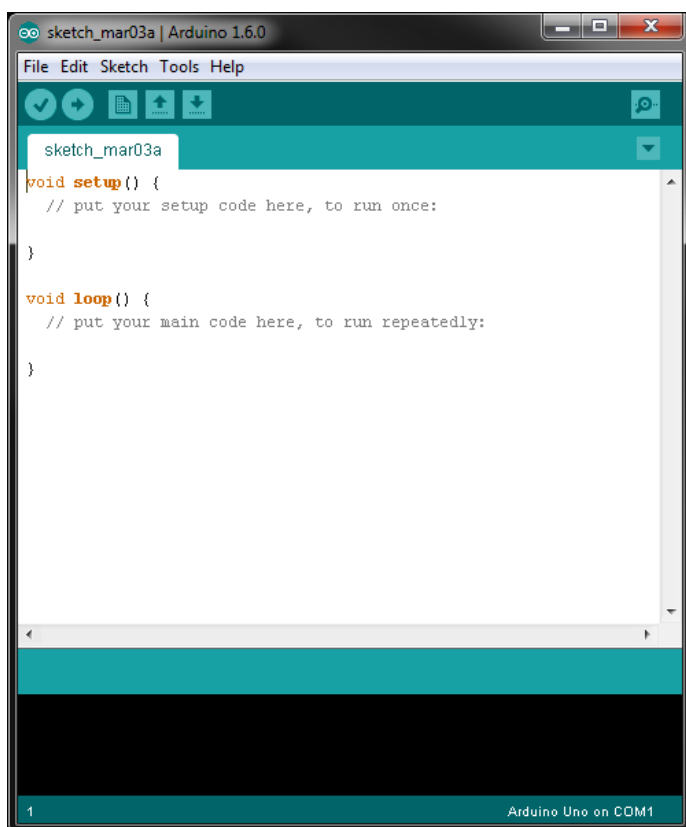 sketch_mar03a | Arduino 1.6.0
File Edit Sketch Tools Help
sketch_mar03a
void setup() {
  // put your setup code here, to run once:
}
void loop() {
  // put your main code here, to run repeatedly:
}
1 Arduino Uno on COM1